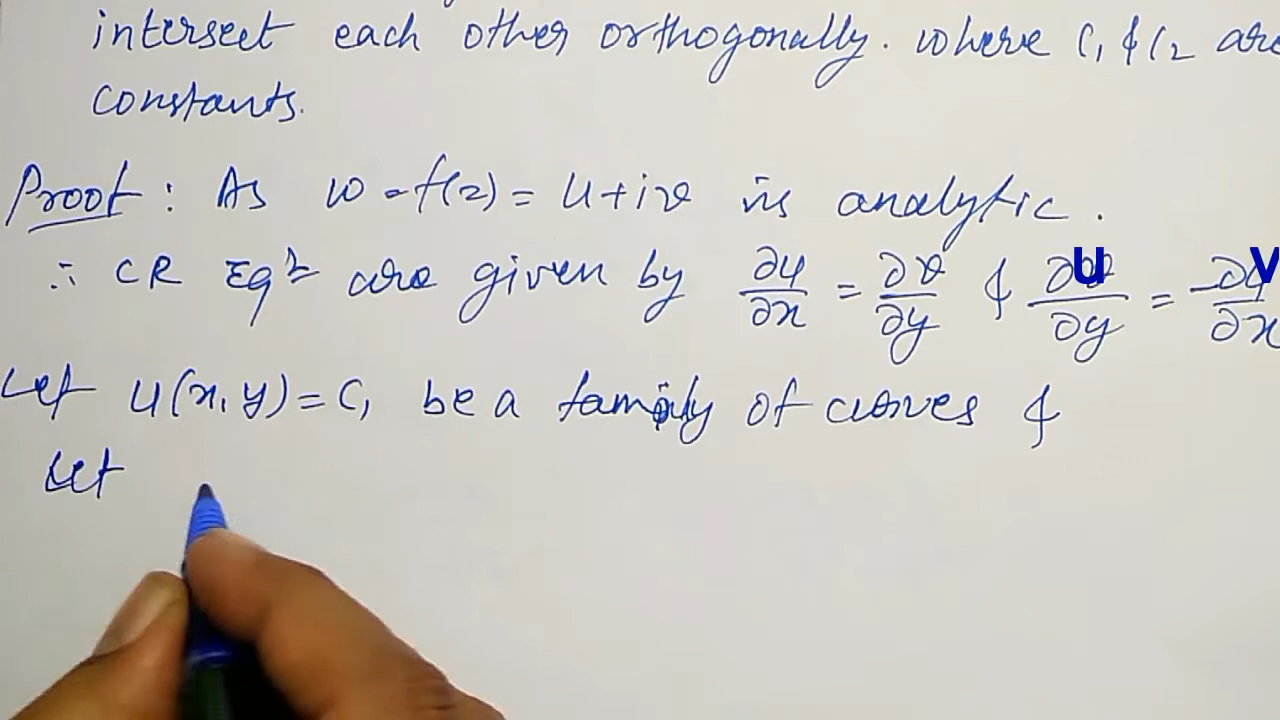 intersect each other orthogonally. where C₁ & C₂ are
constants.
Proof : As w = f(z) = u+iv is analytic.
∴ CR Eqⁿ are given by ∂u/∂x = ∂v/∂y & ∂u/∂y = -∂v/∂x
Let u(x, y) = C₁ be a family of curves &
Let